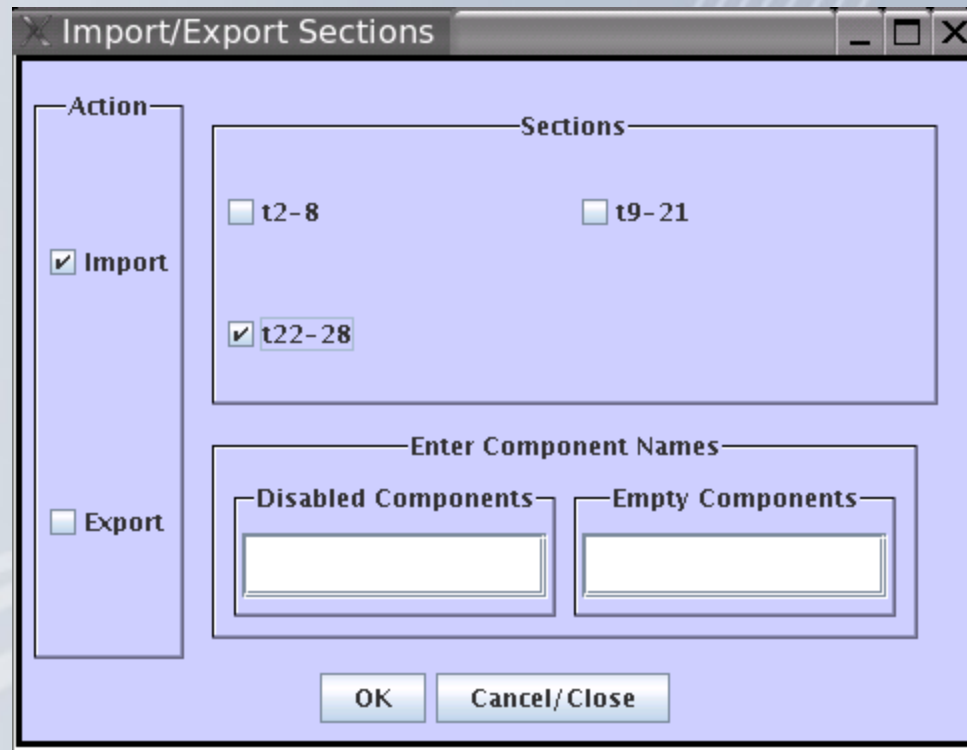 Import/Export Sections
Action
Sections
t2-8
t9-21
Import
t22-28
Enter Component Names
Disabled Components
Empty Components
Export
OK
Cancel/Close